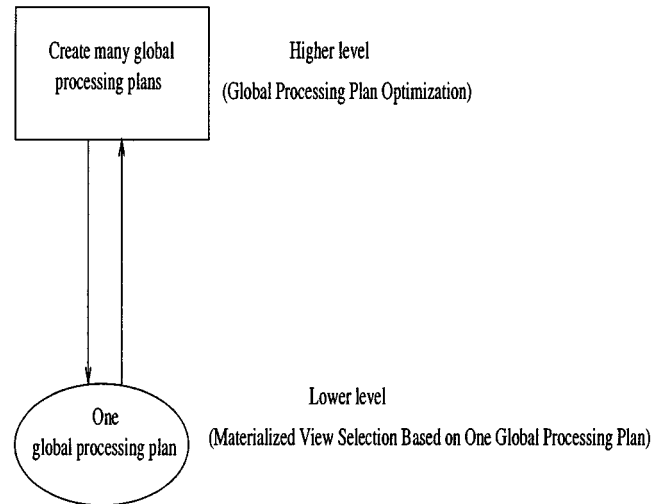 Create many global
processing plans
Higher level
(Global Processing Plan Optimization)
One
global processing plan
Lower level
(Materialized View Selection Based on One Global Processing Plan)